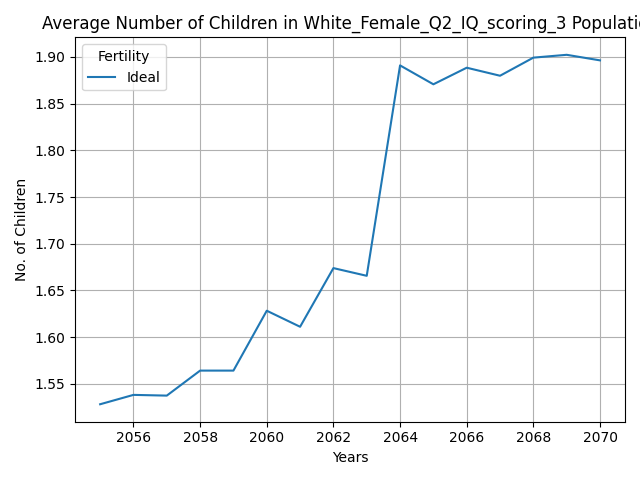 Average Number of Children in White_Female_Q2_IQ_scoring_3 Populati
Fertility
Ideal
No. of Children
1.90
1.85
1.80
1.75
1.70
1.65
1.60
1.55
2056 2058 2060 2062 2064 2066 2068 2070
Years